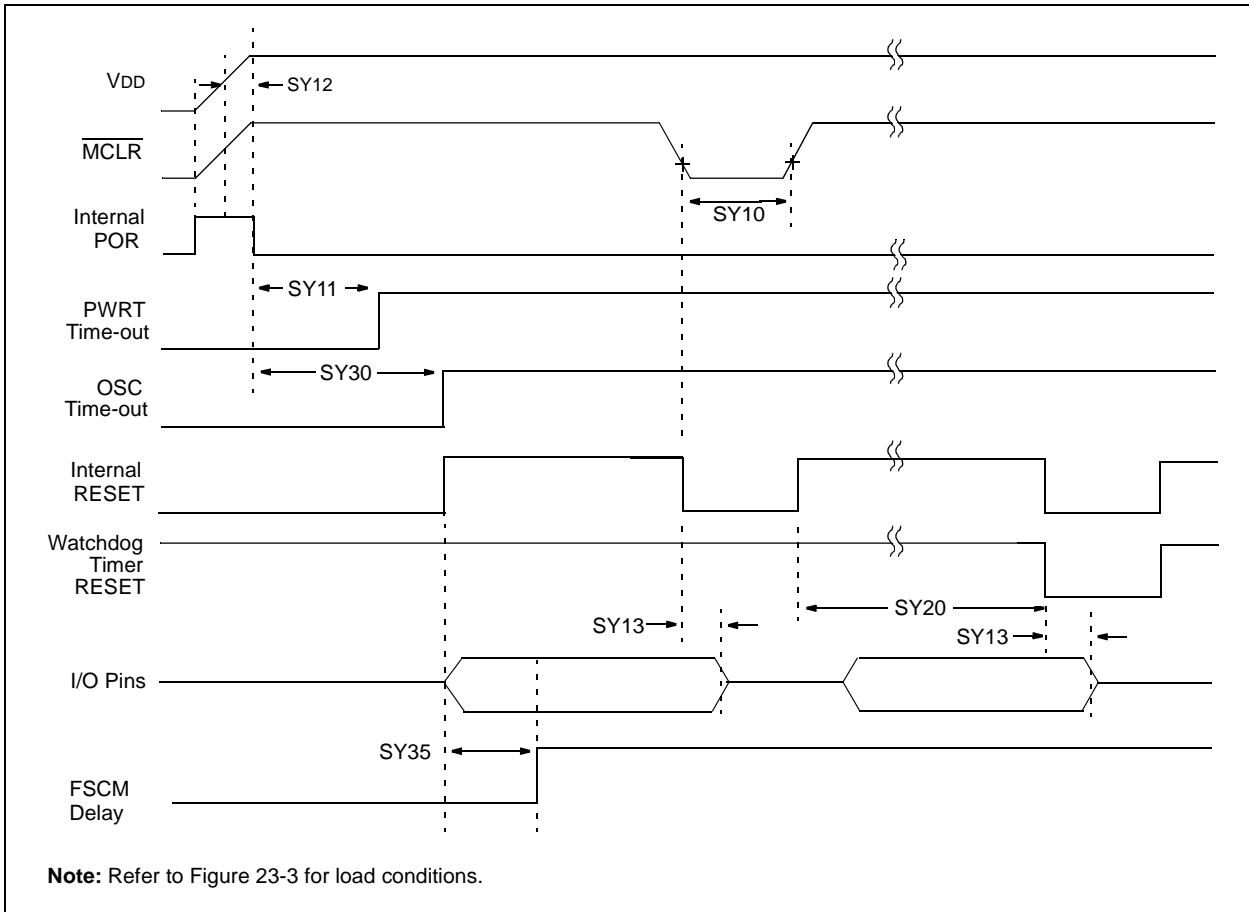 VDD
SY12
MCLR
SY10
Internal
POR
SY11
PWRT
Time-out
SY30
OSC
Time-out
Internal
RESET
Watchdog
Timer
RESET
SY20
SY13
SY13
I/O Pins
SY35
FSCM
Delay
Note: Refer to Figure 23-3 for load conditions.